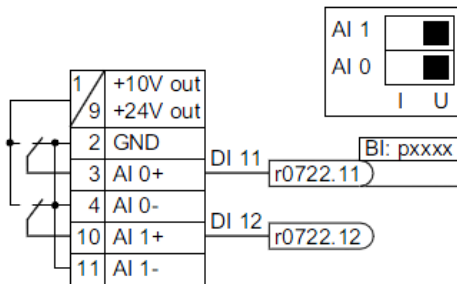 AI 1
AI 0
I U
1 +10V out
9 +24V out
2 GND
BI: pxxxx
DI 11
3 AI 0+
r0722.11
4 AI 0-
DI 12
10 AI 1+
r0722.12
11 AI 1-